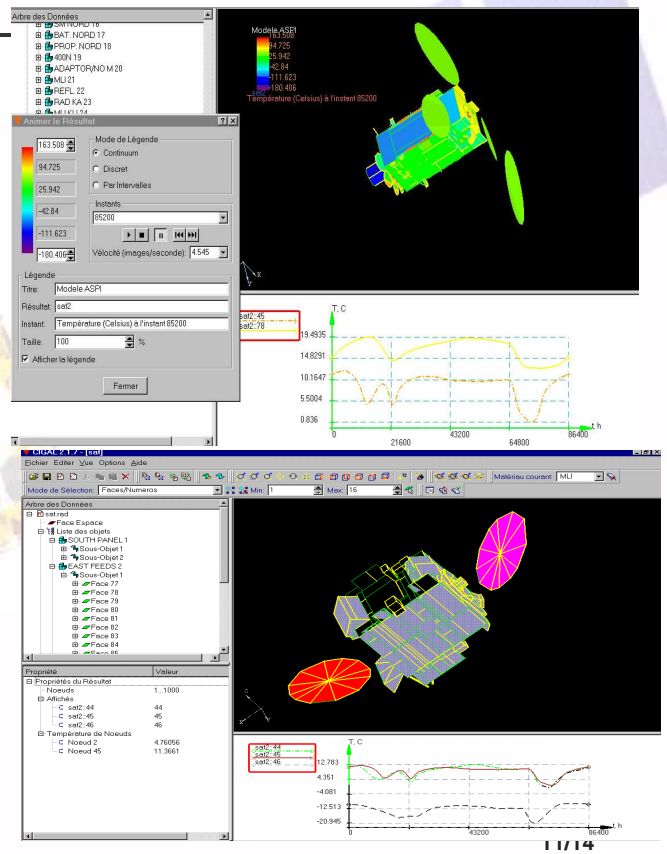 Arbre des Données
SM NORD 16
BAT. NORD 17
PROP. NORD 18
400N 19
ADAPTOR/NO M 20
MLI 21
REFL. 22
RAD KA 23
MLI KU 24
Modele ASPI
163.508
94.725
25.942
-42.84
-111.623
-180.406
sat2
Température (Celsius) à l'instant 85200
Animer le Résultat
163.508
94.725
25.942
-42.84
-111.623
-180.406
Mode de Légende
Continuum
Discret
Par Intervalles
Instants
85200
Vélocité (images/seconde): 4.545
Légende
Titre: Modele ASPI
Résultat: sat2
Instant: Température (Celsius) à l'instant 85200
Taille: 100 %
Afficher la légende
Fermer
Y
X
sat2::45
sat2::78
T, C
19.4935
14.8291
10.1647
5.5004
0.836
0
21600
43200
64800
86400
t, h
CIGAL 2.1.7 - [sat]
Fichier Editer Vue Options Aide
Matériau courant MLI
Mode de Sélection: Faces/Numeros
Min: 1
Max: 16
Arbre des Données
sat.rad
Face Espace
Liste des objets
SOUTH PANEL 1
Sous-Objet 1
Sous-Objet 2
EAST FEEDS 2
Sous-Objet 1
Face 77
Face 78
Face 79
Face 80
Face 81
Face 82
Face 83
Face 84
Face 85
Propriété Valeur
Propriétés du Résultat
Noeuds 1...1000
Affichés
sat2::44 44
sat2::45 45
sat2::46 46
Température de Noeuds
Noeud 2 4.76056
Noeud 45 11.3661
sat2::44
sat2::45
sat2::46
T, C
12.783
4.351
-4.081
-12.513
-20.945
0
43200
86400
t, h
11/14